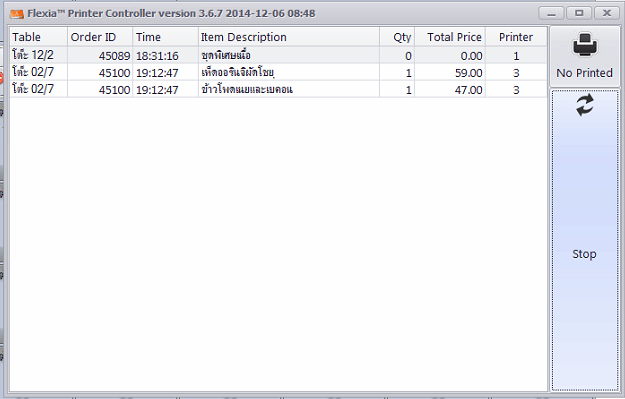 Flexia™ Printer Controller version 3.6.7 2014-12-06 08:48
Table Order ID Time Item Description Qty Total Price Printer
โต๊ะ 12/2 45089 18:31:16 ชุดพิเศษเนื้อ 0 0.00 1
โต๊ะ 02/7 45100 19:12:47 เห็ดออรินจิผัดโชยุ 1 59.00 3
โต๊ะ 02/7 45100 19:12:47 ข้าวโพดเนยและเบคอน 1 47.00 3
No Printed
Stop